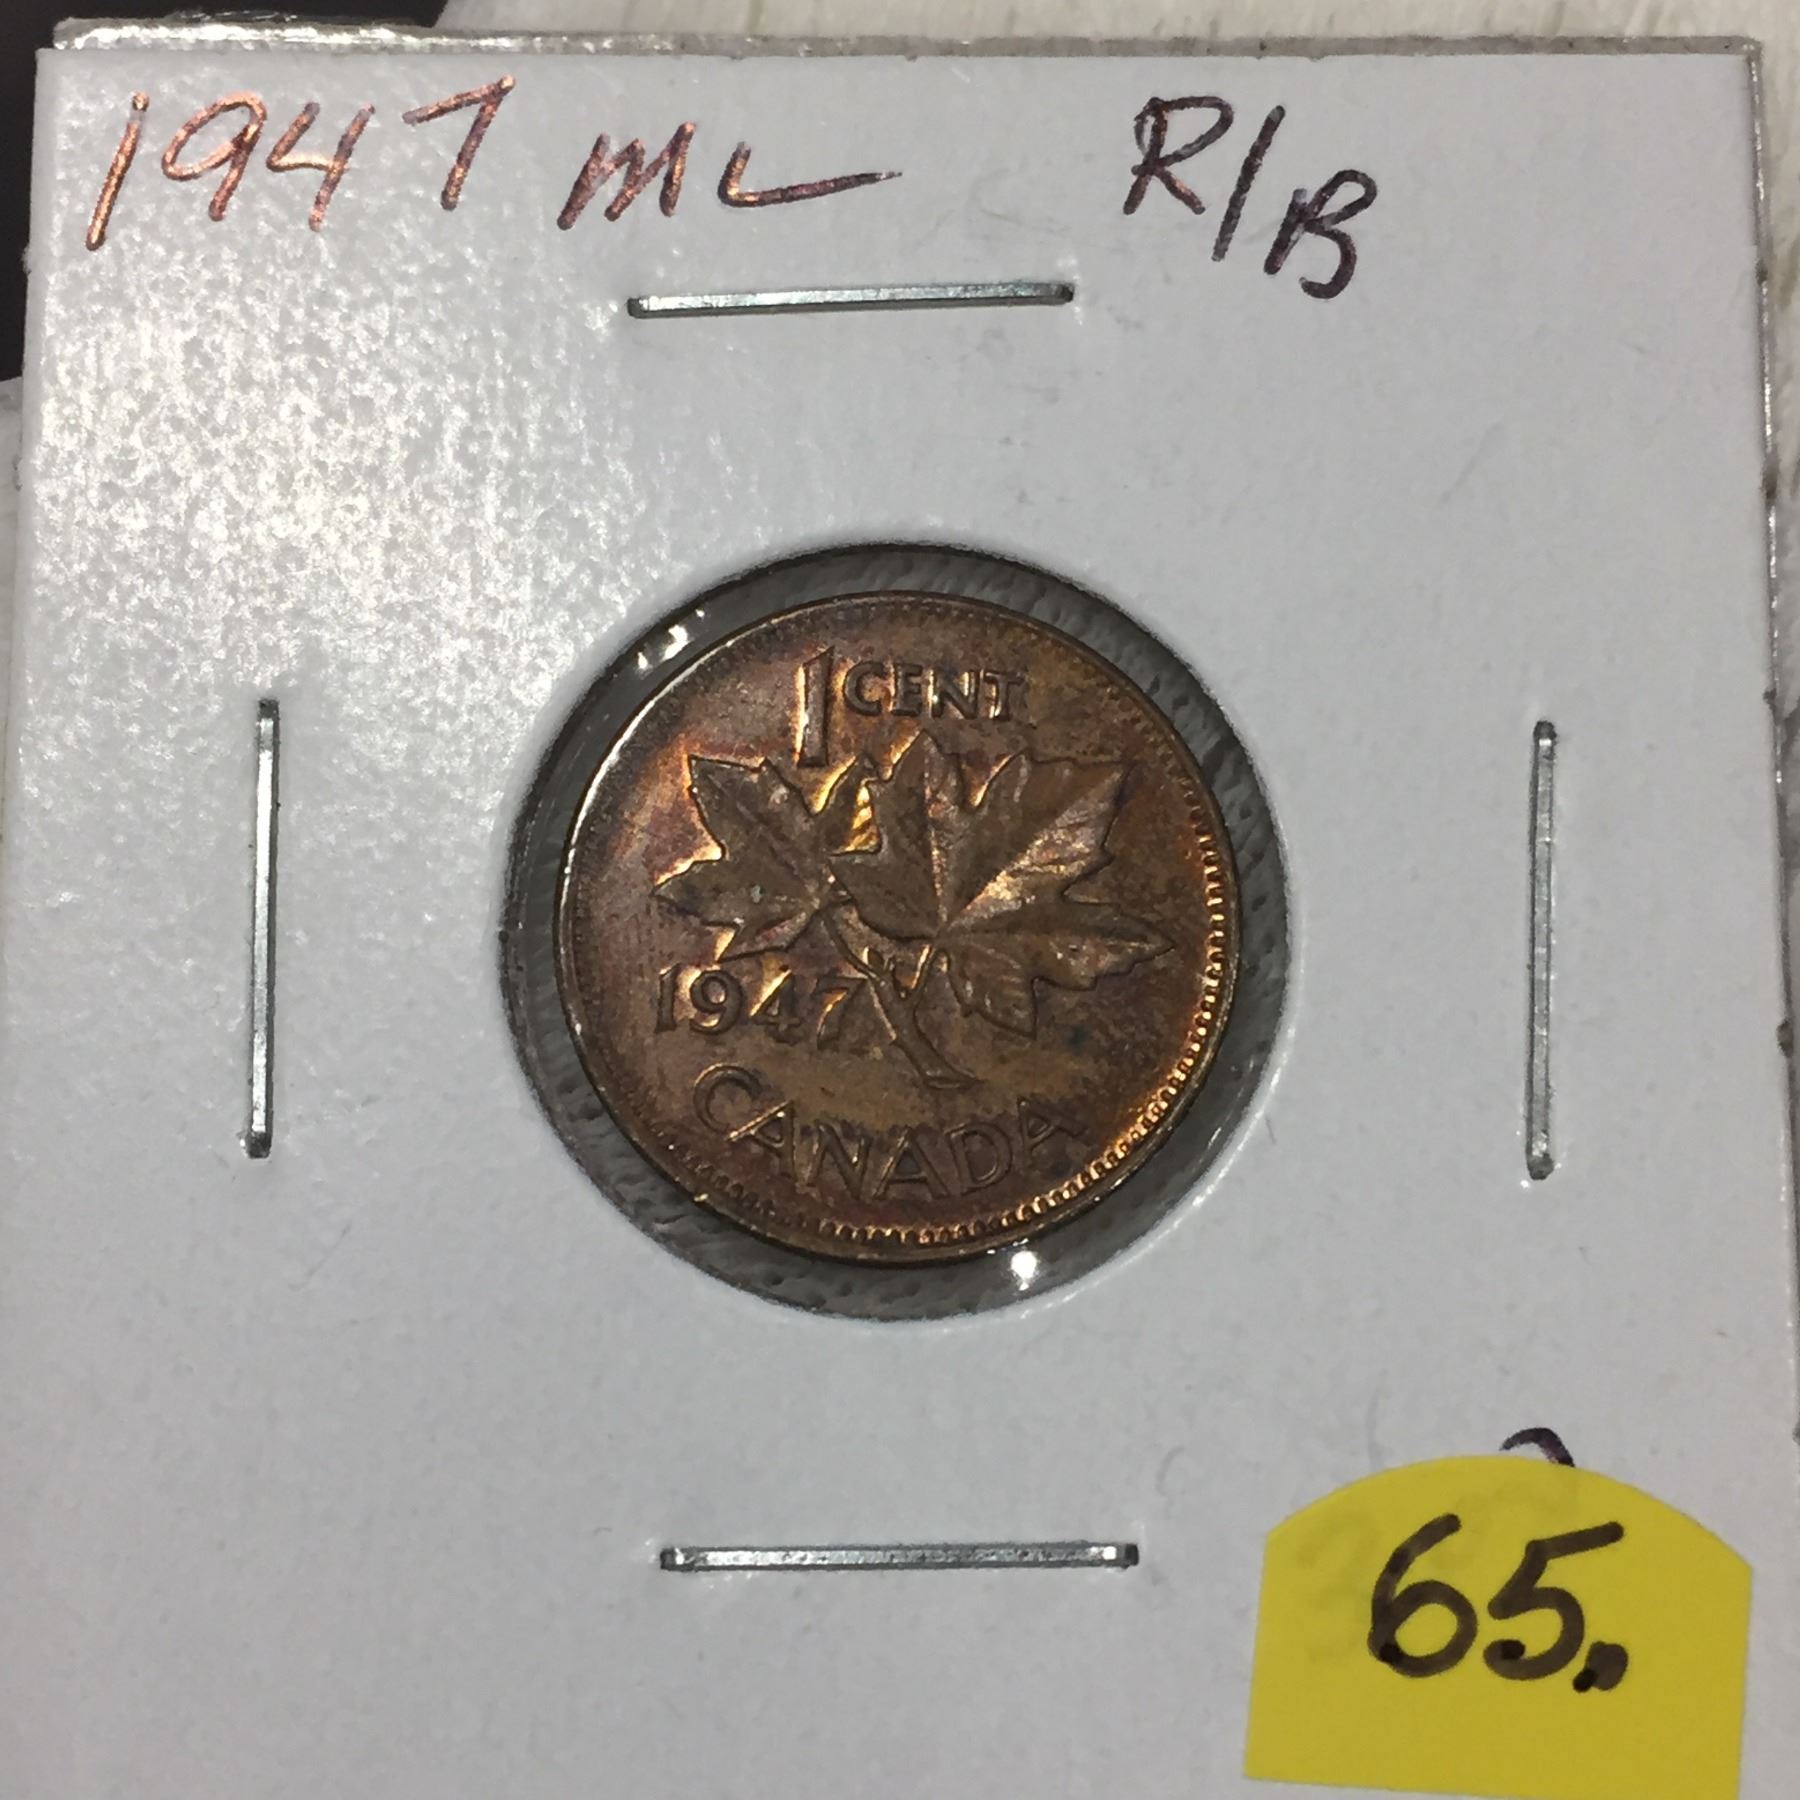 1947 ML R/B
1 CENT
1947
CANADA
65.